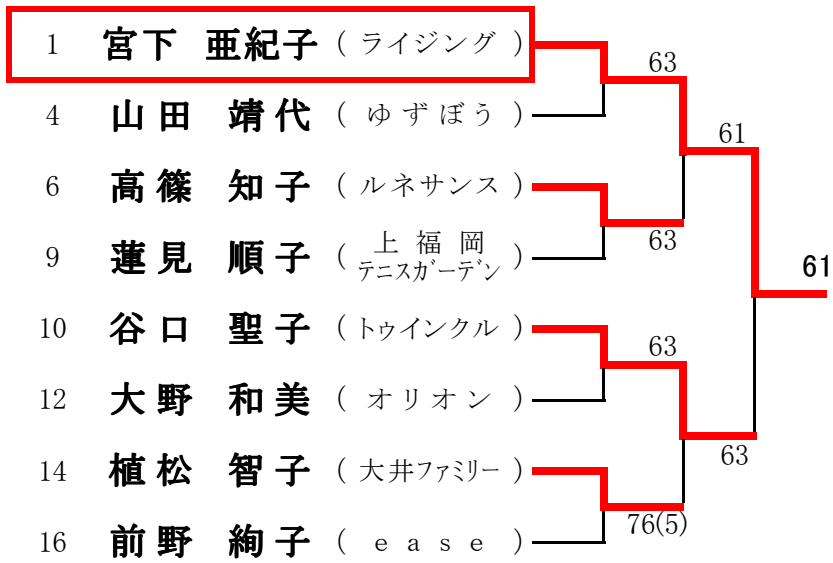 1 宮下 亜紀子 ( ライジング )
63
4 山田 靖代 ( ゆずぼう )
61
6 高篠 知子 ( ルネサンス )
63
9 蓮見 順子 ( 上福岡
テニスガーデン )
61
10 谷口 聖子 ( トゥインクル )
63
12 大野 和美 ( オリオン )
63
14 植松 智子 ( 大井ファミリー )
76(5)
16 前野 絢子 ( ease )